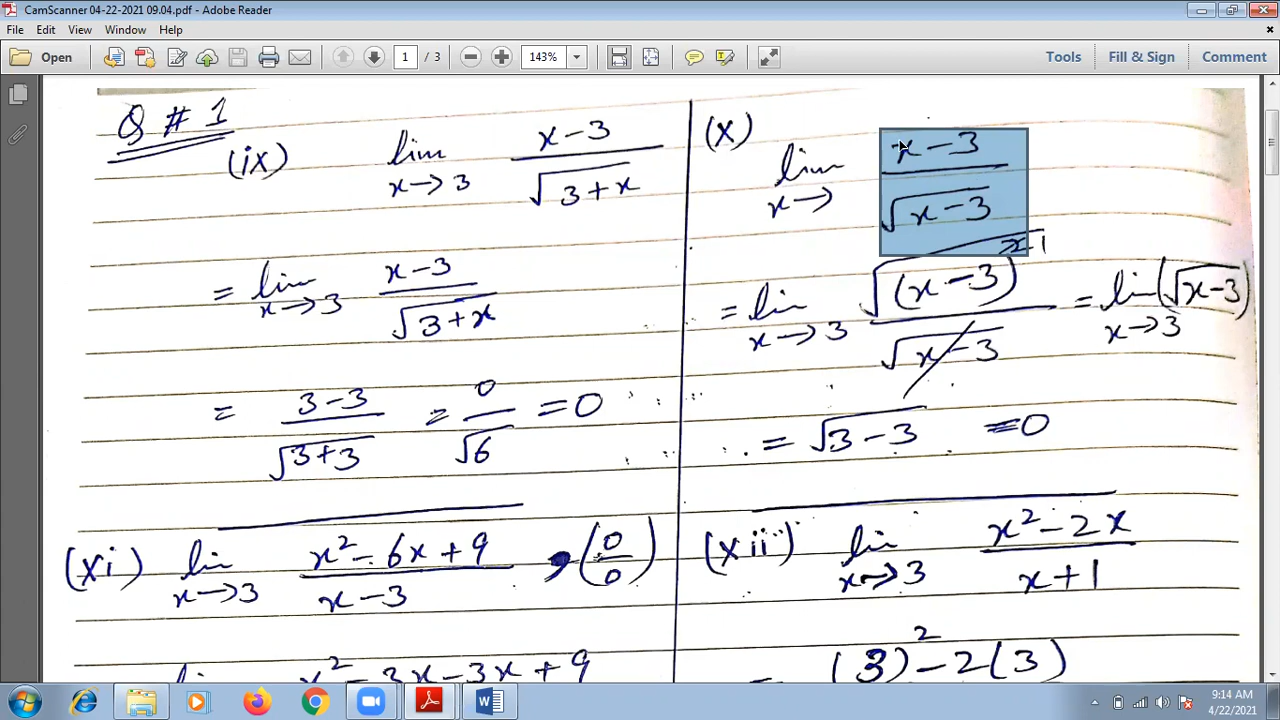 CamScanner 04-22-2021 09.04.pdf - Adobe Reader
File Edit View Window Help
Open 1 / 3 143% Tools Fill & Sign Comment
Q # 1
(ix) lim x→3 x-3 / √(3+x)
= lim x→3 x-3 / √(3+x)
= 3-3 / √(3+3) = 0 / √6 = 0
(x) lim x→ x-3 / √(x-3)
= lim x→3 √(x-3)^2-1 / √(x-3) = lim x→3 (√(x-3))
= √(3-3) = 0
(xi) lim x→3 x²-6x+9 / x-3 , (0/0)
x²-3x-3x+9
(xii) lim x→3 x²-2x / x+1
= (3)²-2(3)
9:14 AM
4/22/2021